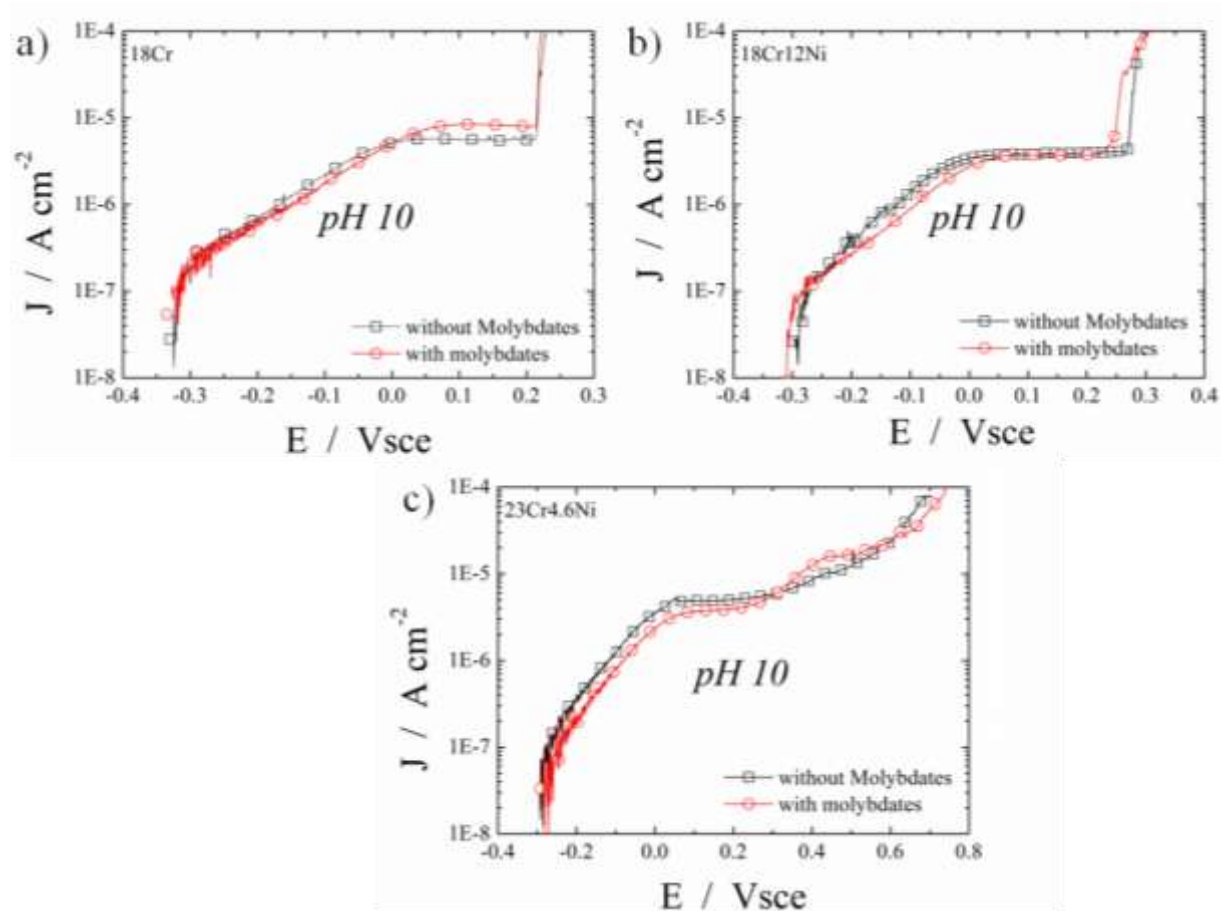 a)
18Cr
1E-4
1E-5
1E-6
1E-7
1E-8
J / A cm-2
pH 10
without Molybdates
with molybdates
-0.4 -0.3 -0.2 -0.1 0.0 0.1 0.2 0.3
E / Vsce
b)
18Cr12Ni
1E-4
1E-5
1E-6
1E-7
1E-8
J / A cm-2
pH 10
without Molybdates
with molybdates
-0.4 -0.3 -0.2 -0.1 0.0 0.1 0.2 0.3 0.4
E / Vsce
c)
23Cr4.6Ni
1E-4
1E-5
1E-6
1E-7
1E-8
J / A cm-2
pH 10
without Molybdates
with molybdates
-0.4 -0.2 0.0 0.2 0.4 0.6 0.8
E / Vsce